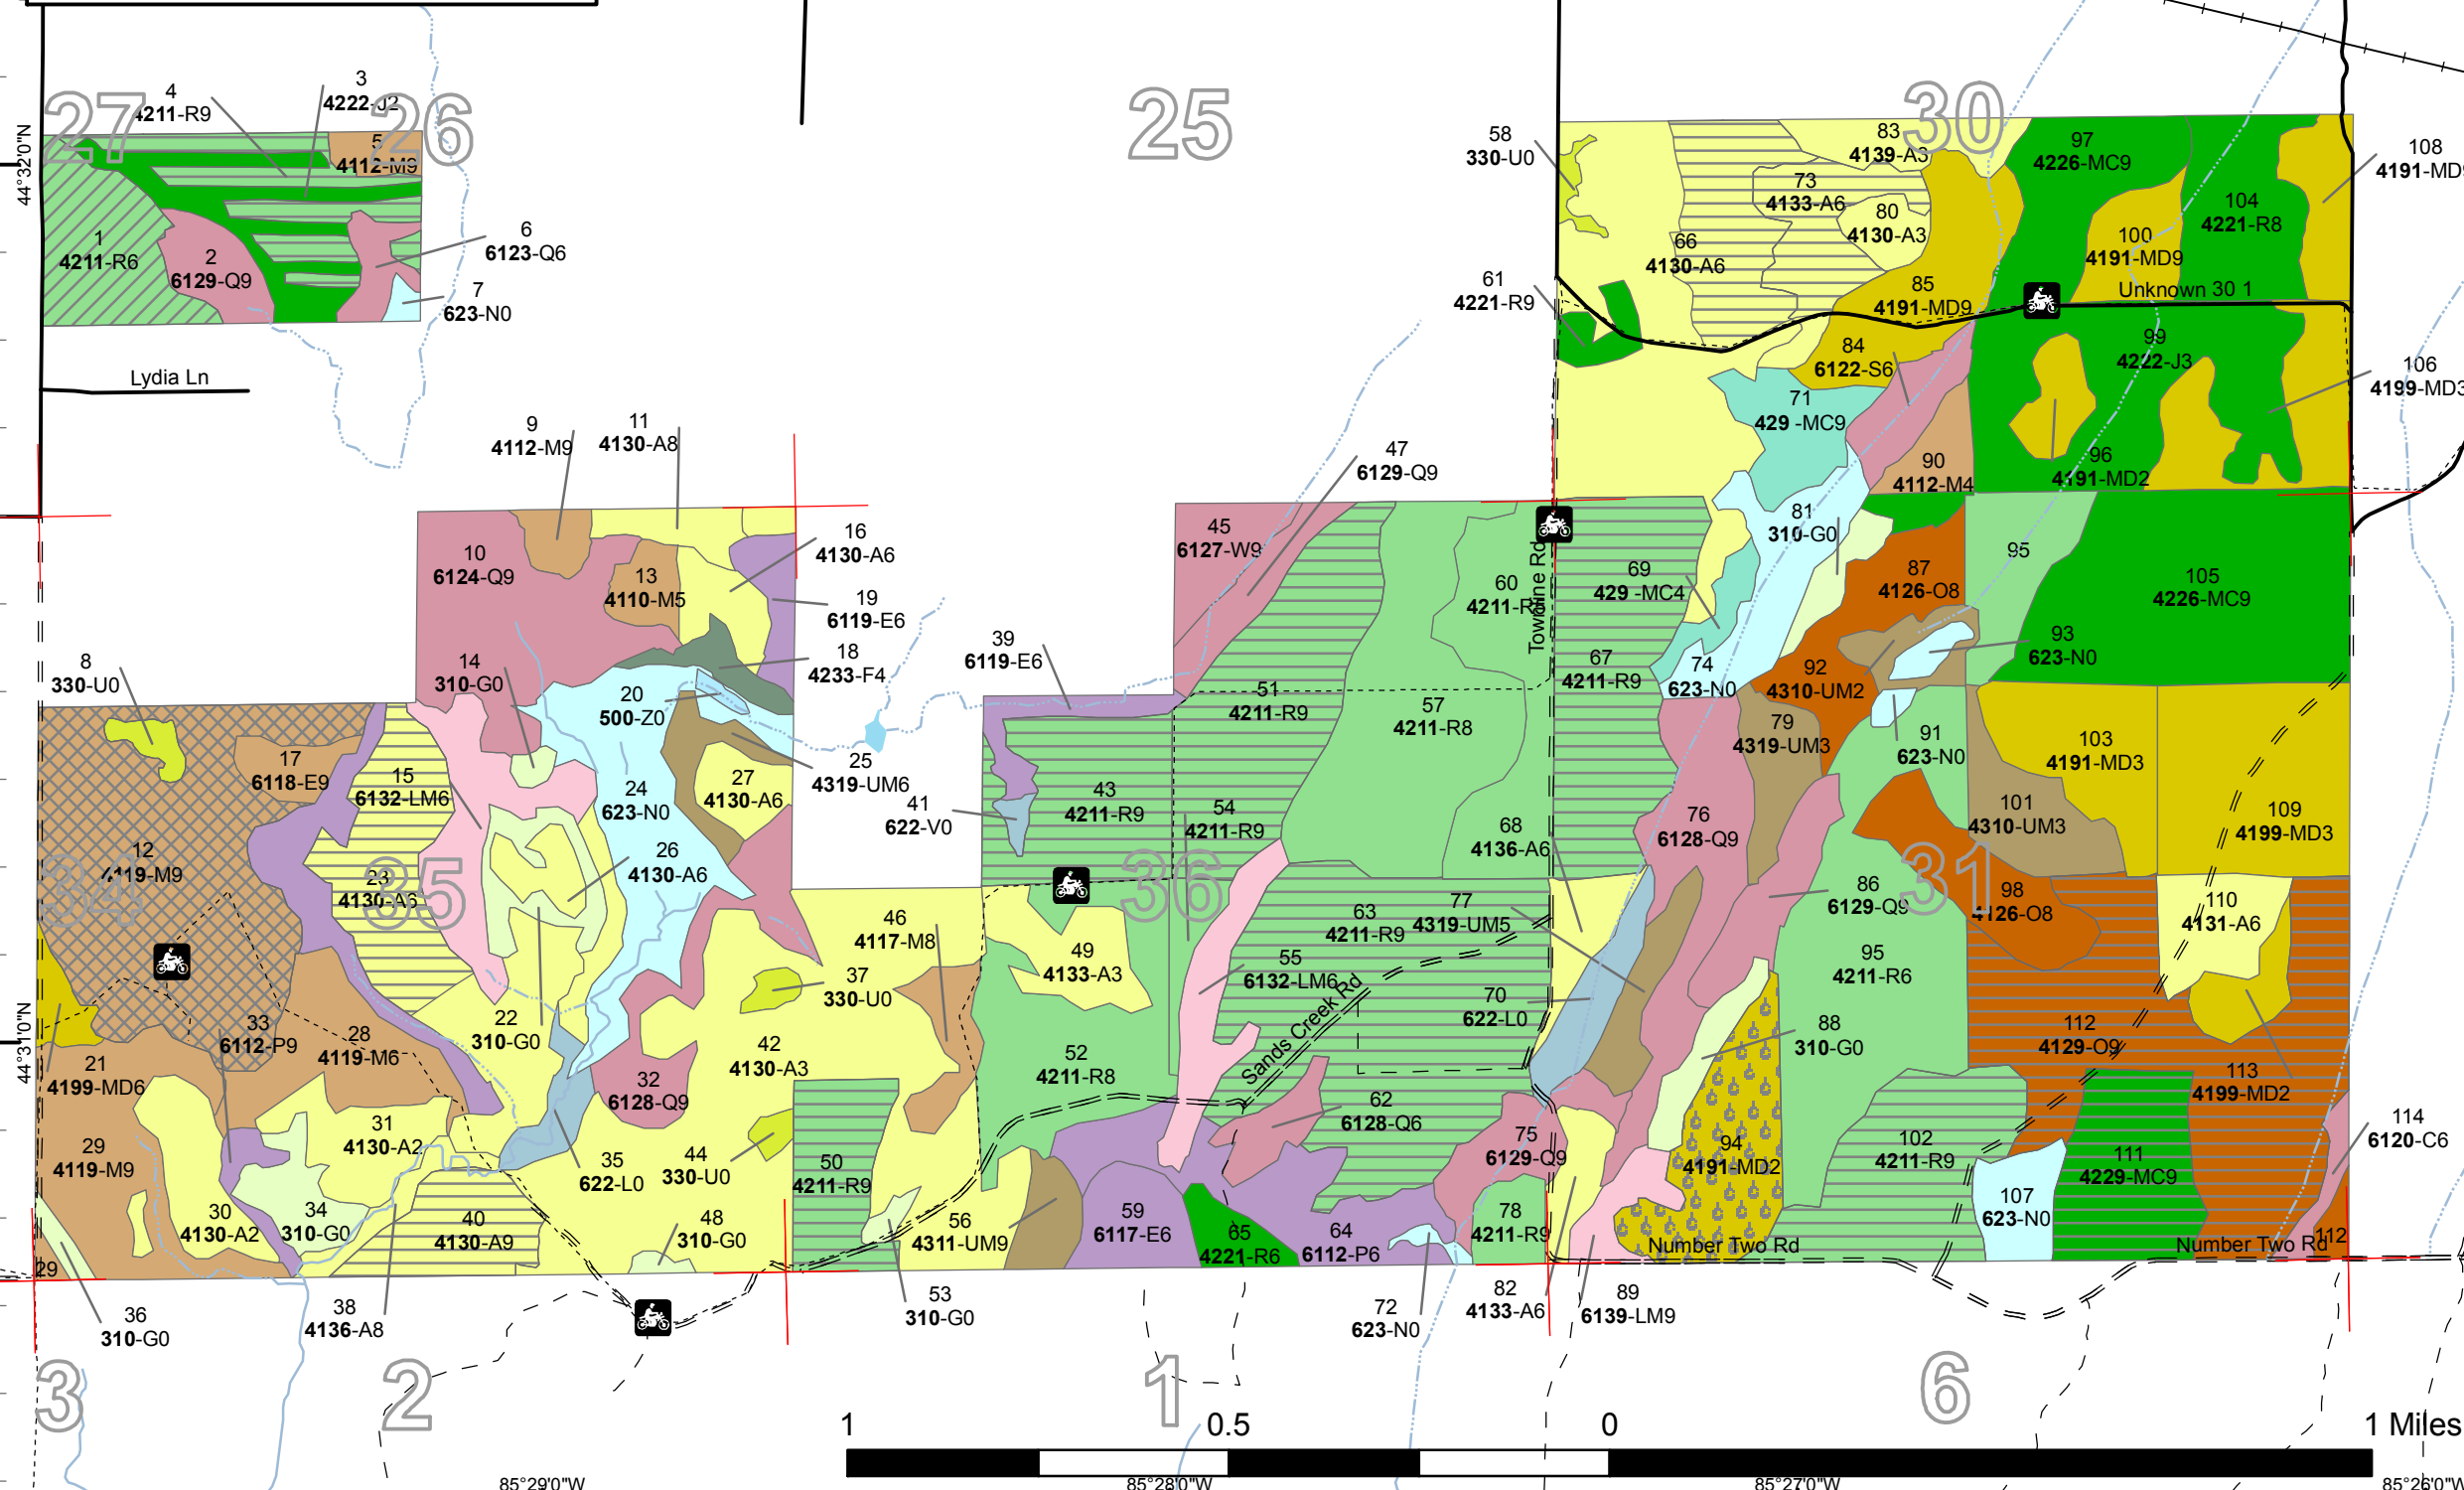 27
26
25
30
4
4211-R9
3
4222-J2
5
4112-M9
1
4211-R6
2
6129-Q9
6
6123-Q6
7
623-N0
44°32'0"N
Lydia Ln
58
330-U0
83
4139-A3
97
4226-MC9
108
4191-MD9
73
4133-A6
80
4130-A3
104
4221-R8
66
4130-A6
100
4191-MD9
61
4221-R9
85
4191-MD9
Unknown 30 1
84
6122-S6
99
4222-J3
106
4199-MD3
71
429 -MC9
90
4112-M4
96
4191-MD2
9
4112-M9
11
4130-A8
47
6129-Q9
10
6124-Q9
16
4130-A6
45
6127-W9
81
310-G0
13
4110-M5
19
6119-E6
60
Towline Rd
69
429 -MC4
87
4126-O8
95
105
4226-MC9
8
330-U0
14
310-G0
18
4233-F4
39
6119-E6
67
4211-R9
74
623-N0
92
4310-UM2
93
623-N0
20
500-Z0
51
4211-R9
57
4211-R8
79
4319-UM3
91
623-N0
103
4191-MD3
17
6118-E9
15
6132-LM6
25
4319-UM6
27
4130-A6
24
623-N0
41
622-V0
43
4211-R9
54
4211-R9
68
4136-A6
76
6128-Q9
101
4310-UM3
109
4199-MD3
12
4119-M9
34
35
36
31
23
4130-A6
26
4130-A6
86
6129-Q9
98
4126-O8
110
4131-A6
46
4117-M8
49
4133-A3
63
4211-R9
77
4319-UM5
37
330-U0
55
6132-LM6
95
4211-R6
70
622-L0
44°31'0"N
33
6112-P9
28
4119-M6
22
310-G0
42
4130-A3
52
4211-R8
Sands Creek Rd
88
310-G0
112
4129-O9
21
4199-MD6
32
6128-Q9
62
6128-Q6
113
4199-MD2
31
4130-A2
114
6120-C6
29
4119-M9
35
622-L0
44
330-U0
50
4211-R9
75
6129-Q9
94
4191-MD2
102
4211-R9
111
4229-MC9
30
4130-A2
34
310-G0
40
4130-A9
48
310-G0
56
4311-UM9
59
6117-E6
65
4221-R6
64
6112-P6
78
4211-R9
107
623-N0
Number Two Rd
Number Two Rd
112
29
36
310-G0
38
4136-A8
53
310-G0
72
623-N0
82
4133-A6
89
6139-LM9
3
2
1
6
1
0.5
0
1 Miles
85°29'0"W
85°28'0"W
85°27'0"W
85°26'0"W